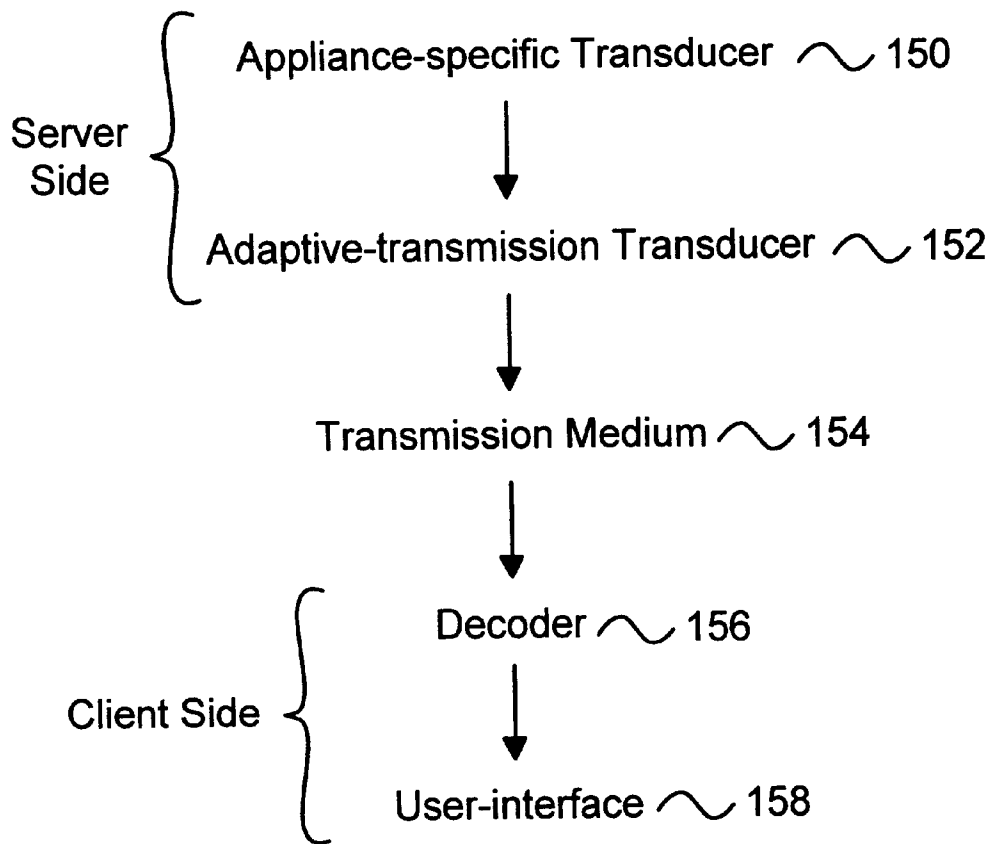 Appliance-specific Transducer 150
Server
Side
Adaptive-transmission Transducer 152
Transmission Medium 154
Decoder 156
Client Side
User-interface 158